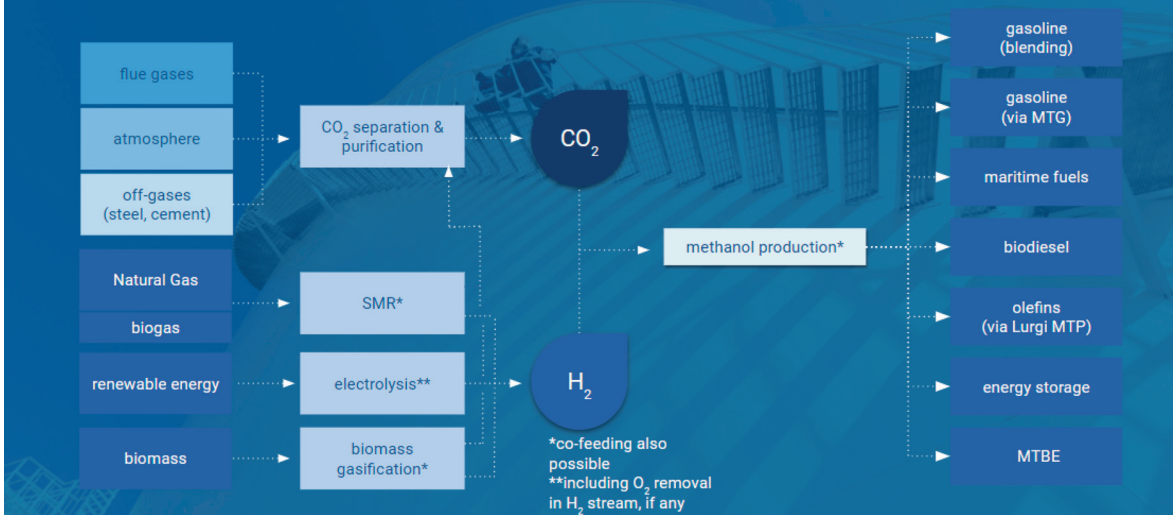 flue gases
atmosphere
off-gases
(steel, cement)
Natural Gas
biogas
renewable energy
biomass
CO₂ separation &
purification
SMR*
electrolysis**
biomass
gasification*
CO₂
H₂
*co-feeding also
possible
**including O₂ removal
in H₂ stream, if any
methanol production*
gasoline
(blending)
gasoline
(via MTG)
maritime fuels
biodiesel
olefins
(via Lurgi MTP)
energy storage
MTBE